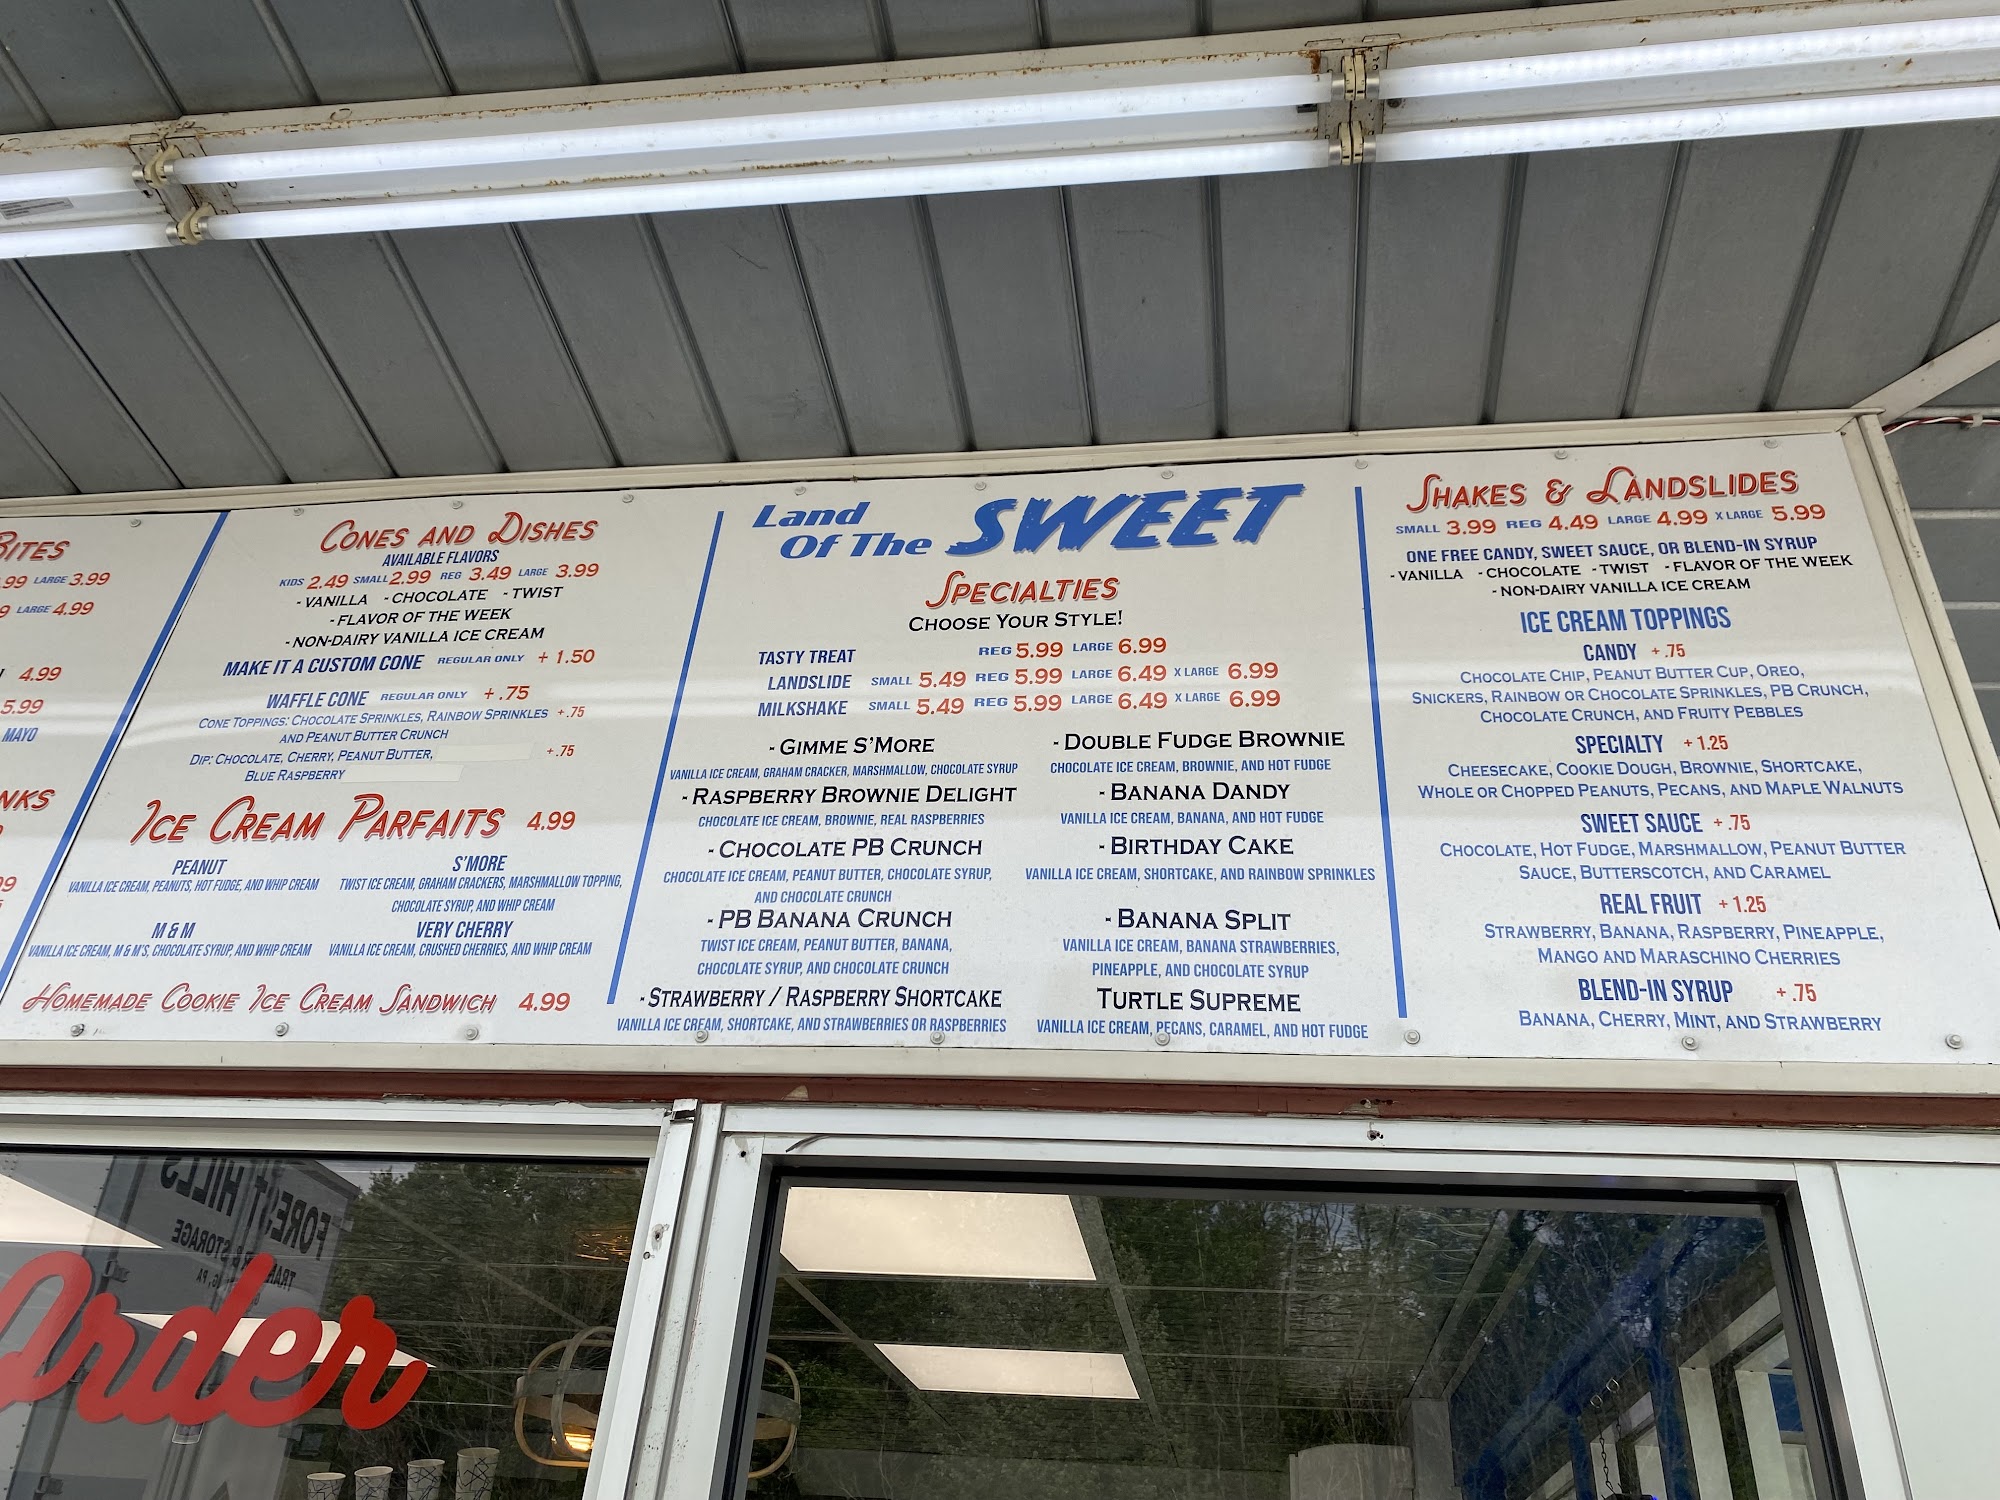 BITES
.99 LARGE 3.99
9 LARGE 4.99
4.99
5.99
MAYO
NKS
CONES AND DISHES
AVAILABLE FLAVORS
KIDS 2.49 SMALL 2.99 REG 3.49 LARGE 3.99
- VANILLA - CHOCOLATE - TWIST
- FLAVOR OF THE WEEK
- NON-DAIRY VANILLA ICE CREAM
MAKE IT A CUSTOM CONE REGULAR ONLY + 1.50
WAFFLE CONE REGULAR ONLY + .75
CONE TOPPINGS: CHOCOLATE SPRINKLES, RAINBOW SPRINKLES + .75
AND PEANUT BUTTER CRUNCH
DIP: CHOCOLATE, CHERRY, PEANUT BUTTER, + .75
BLUE RASPBERRY
ICE CREAM PARFAITS 4.99
PEANUT
VANILLA ICE CREAM, PEANUTS, HOT FUDGE, AND WHIP CREAM
S'MORE
TWIST ICE CREAM, GRAHAM CRACKERS, MARSHMALLOW TOPPING,
CHOCOLATE SYRUP, AND WHIP CREAM
M & M
VANILLA ICE CREAM, M & M'S, CHOCOLATE SYRUP, AND WHIP CREAM
VERY CHERRY
VANILLA ICE CREAM, CRUSHED CHERRIES, AND WHIP CREAM
HOMEMADE COOKIE ICE CREAM SANDWICH 4.99
Land
Of The SWEET
SPECIALTIES
CHOOSE YOUR STYLE!
TASTY TREAT REG 5.99 LARGE 6.99
LANDSLIDE SMALL 5.49 REG 5.99 LARGE 6.49 X LARGE 6.99
MILKSHAKE SMALL 5.49 REG 5.99 LARGE 6.49 X LARGE 6.99
- GIMME S'MORE
VANILLA ICE CREAM, GRAHAM CRACKER, MARSHMALLOW, CHOCOLATE SYRUP
- RASPBERRY BROWNIE DELIGHT
CHOCOLATE ICE CREAM, BROWNIE, REAL RASPBERRIES
- CHOCOLATE PB CRUNCH
CHOCOLATE ICE CREAM, PEANUT BUTTER, CHOCOLATE SYRUP,
AND CHOCOLATE CRUNCH
- PB BANANA CRUNCH
TWIST ICE CREAM, PEANUT BUTTER, BANANA,
CHOCOLATE SYRUP, AND CHOCOLATE CRUNCH
- STRAWBERRY / RASPBERRY SHORTCAKE
VANILLA ICE CREAM, SHORTCAKE, AND STRAWBERRIES OR RASPBERRIES
- DOUBLE FUDGE BROWNIE
CHOCOLATE ICE CREAM, BROWNIE, AND HOT FUDGE
- BANANA DANDY
VANILLA ICE CREAM, BANANA, AND HOT FUDGE
- BIRTHDAY CAKE
VANILLA ICE CREAM, SHORTCAKE, AND RAINBOW SPRINKLES
- BANANA SPLIT
VANILLA ICE CREAM, BANANA STRAWBERRIES,
PINEAPPLE, AND CHOCOLATE SYRUP
TURTLE SUPREME
VANILLA ICE CREAM, PECANS, CARAMEL, AND HOT FUDGE
SHAKES & LANDSLIDES
SMALL 3.99 REG 4.49 LARGE 4.99 X LARGE 5.99
ONE FREE CANDY, SWEET SAUCE, OR BLEND-IN SYRUP
- VANILLA - CHOCOLATE - TWIST - FLAVOR OF THE WEEK
- NON-DAIRY VANILLA ICE CREAM
ICE CREAM TOPPINGS
CANDY + .75
CHOCOLATE CHIP, PEANUT BUTTER CUP, OREO,
SNICKERS, RAINBOW OR CHOCOLATE SPRINKLES, PB CRUNCH,
CHOCOLATE CRUNCH, AND FRUITY PEBBLES
SPECIALTY + 1.25
CHEESECAKE, COOKIE DOUGH, BROWNIE, SHORTCAKE,
WHOLE OR CHOPPED PEANUTS, PECANS, AND MAPLE WALNUTS
SWEET SAUCE + .75
CHOCOLATE, HOT FUDGE, MARSHMALLOW, PEANUT BUTTER
SAUCE, BUTTERSCOTCH, AND CARAMEL
REAL FRUIT + 1.25
STRAWBERRY, BANANA, RASPBERRY, PINEAPPLE,
MANGO AND MARASCHINO CHERRIES
BLEND-IN SYRUP + .75
BANANA, CHERRY, MINT, AND STRAWBERRY
FOREST HILLS
& STORAGE
Order